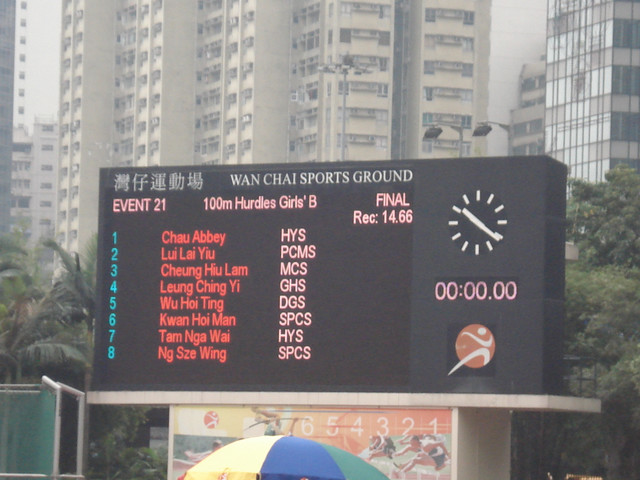 灣仔運動場 WAN CHAI SPORTS GROUND
EVENT 21 100m Hurdles Girls' B FINAL
Rec: 14.66
1 Chau Abbey HYS
2 Lui Lai Yiu PCMS
3 Cheung Hiu Lam MCS
4 Leung Ching Yi GHS
5 Wu Hoi Ting DGS
6 Kwan Hoi Man SPCS
7 Tam Nga Wai HYS
8 Ng Sze Wing SPCS
00:00.00
6 5 4 3 2 1